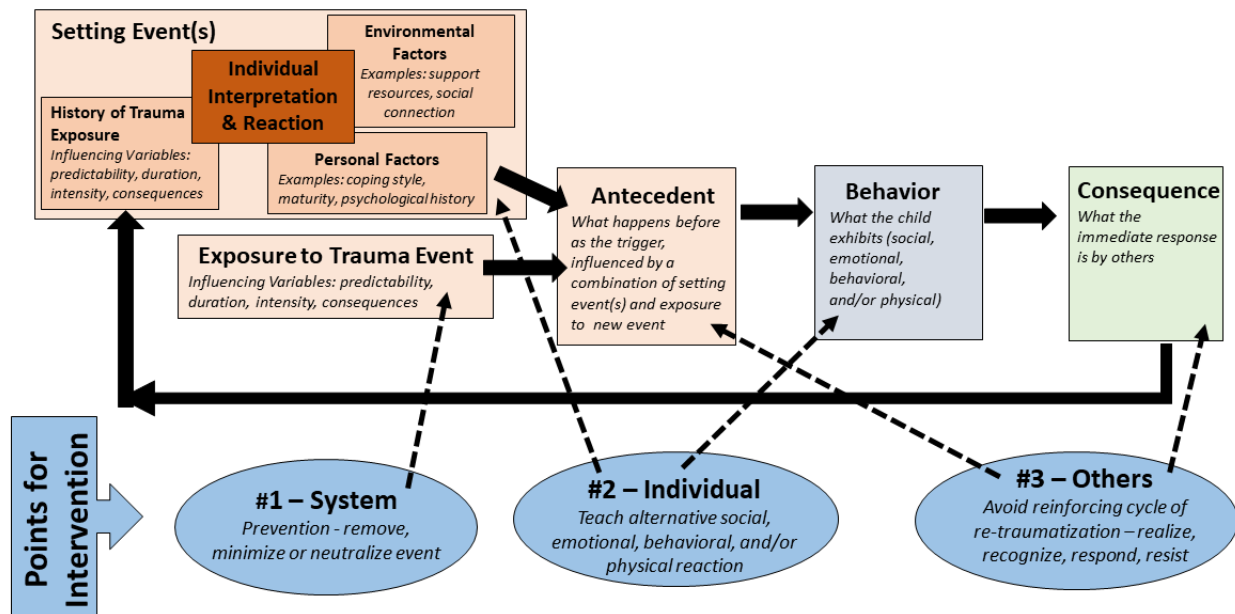 Setting Event(s)
Environmental
Factors
Examples: support
resources, social
connection
Individual
Interpretation
& Reaction
History of Trauma
Exposure
Influencing Variables:
predictability, duration,
intensity, consequences
Personal Factors
Examples: coping style,
maturity, psychological history
Exposure to Trauma Event
Influencing Variables: predictability,
duration, intensity, consequences
Antecedent
What happens before
as the trigger,
influenced by a
combination of setting
event(s) and exposure
to new event
Behavior
What the child
exhibits (social,
emotional,
behavioral,
and/or physical)
Consequence
What the
immediate response
is by others
Points for
Intervention
#1 – System
Prevention - remove,
minimize or neutralize event
#2 – Individual
Teach alternative social,
emotional, behavioral, and/or
physical reaction
#3 – Others
Avoid reinforcing cycle of
re-traumatization – realize,
recognize, respond, resist